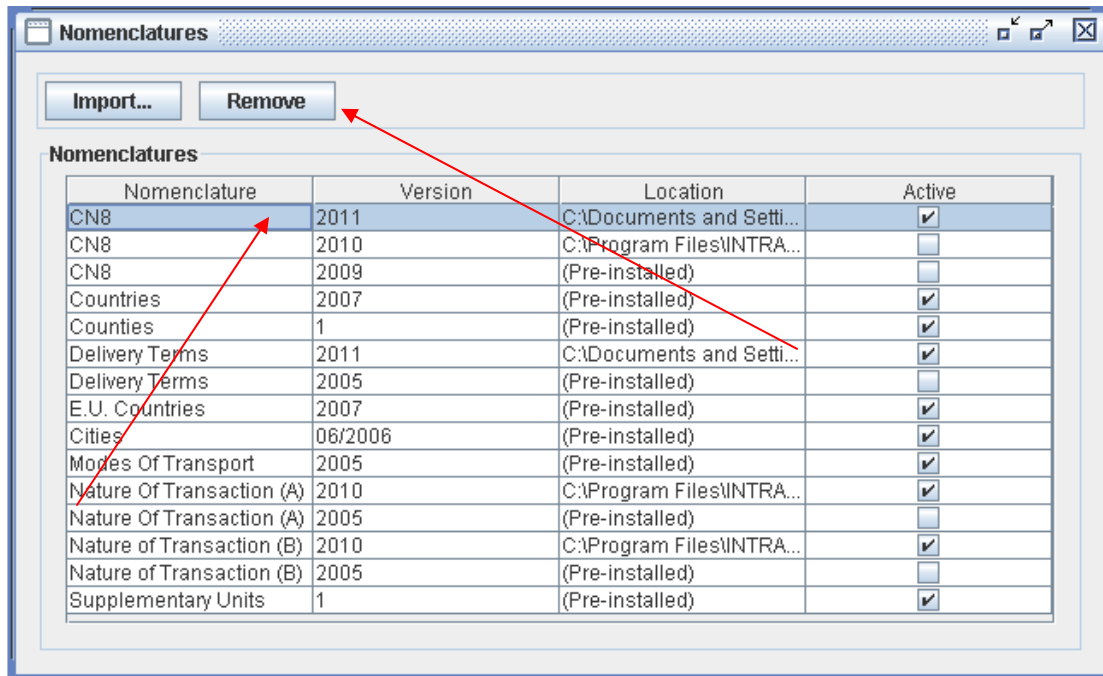 Nomenclatures
Import... Remove
Nomenclatures
Nomenclature Version Location Active
CN8 2011 C:\Documents and Setti...
CN8 2010 C:\Program Files\INTRA...
CN8 2009 (Pre-installed)
Countries 2007 (Pre-installed)
Counties 1 (Pre-installed)
Delivery Terms 2011 C:\Documents and Setti...
Delivery Terms 2005 (Pre-installed)
E.U. Countries 2007 (Pre-installed)
Cities 06/2006 (Pre-installed)
Modes Of Transport 2005 (Pre-installed)
Nature Of Transaction (A) 2010 C:\Program Files\INTRA...
Nature Of Transaction (A) 2005 (Pre-installed)
Nature of Transaction (B) 2010 C:\Program Files\INTRA...
Nature of Transaction (B) 2005 (Pre-installed)
Supplementary Units 1 (Pre-installed)